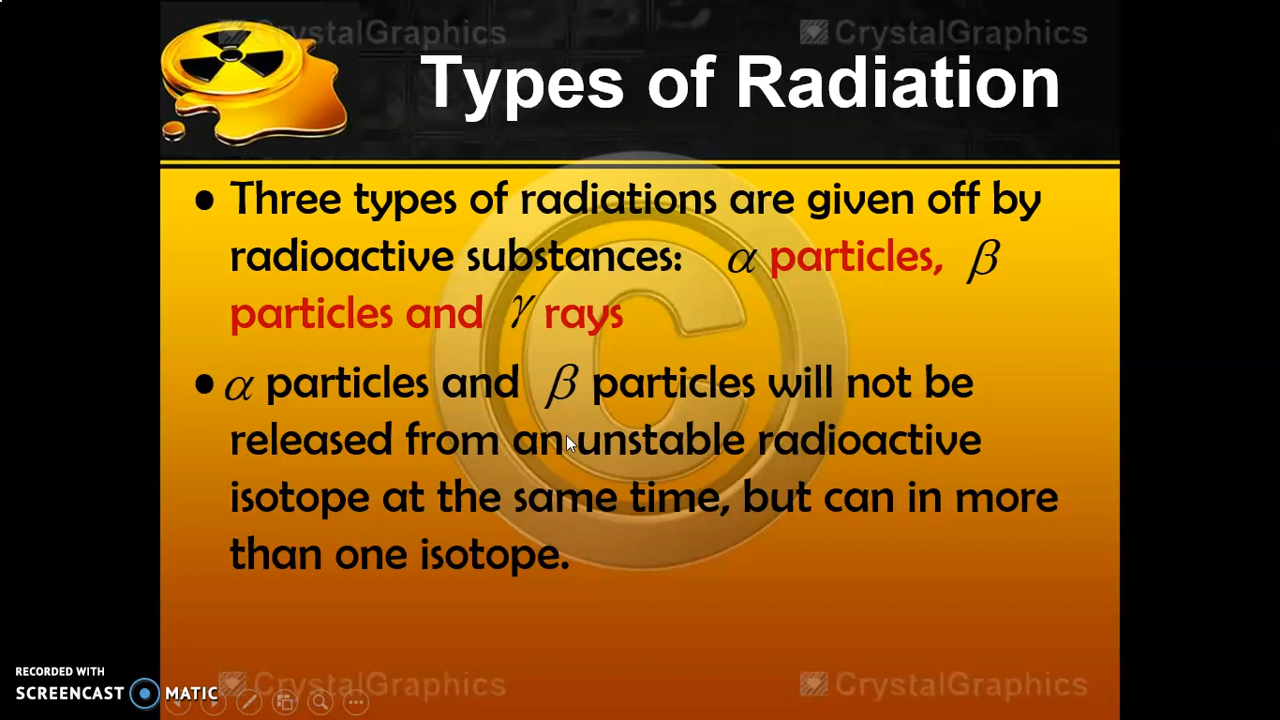 CrystalGraphics CrystalGraphics
Types of Radiation
• Three types of radiations are given off by
radioactive substances: α particles, β
particles and γ rays
• α particles and β particles will not be
released from an unstable radioactive
isotope at the same time, but can in more
than one isotope.
RECORDED WITH
SCREENCAST MATIC
CrystalGraphics CrystalGraphics